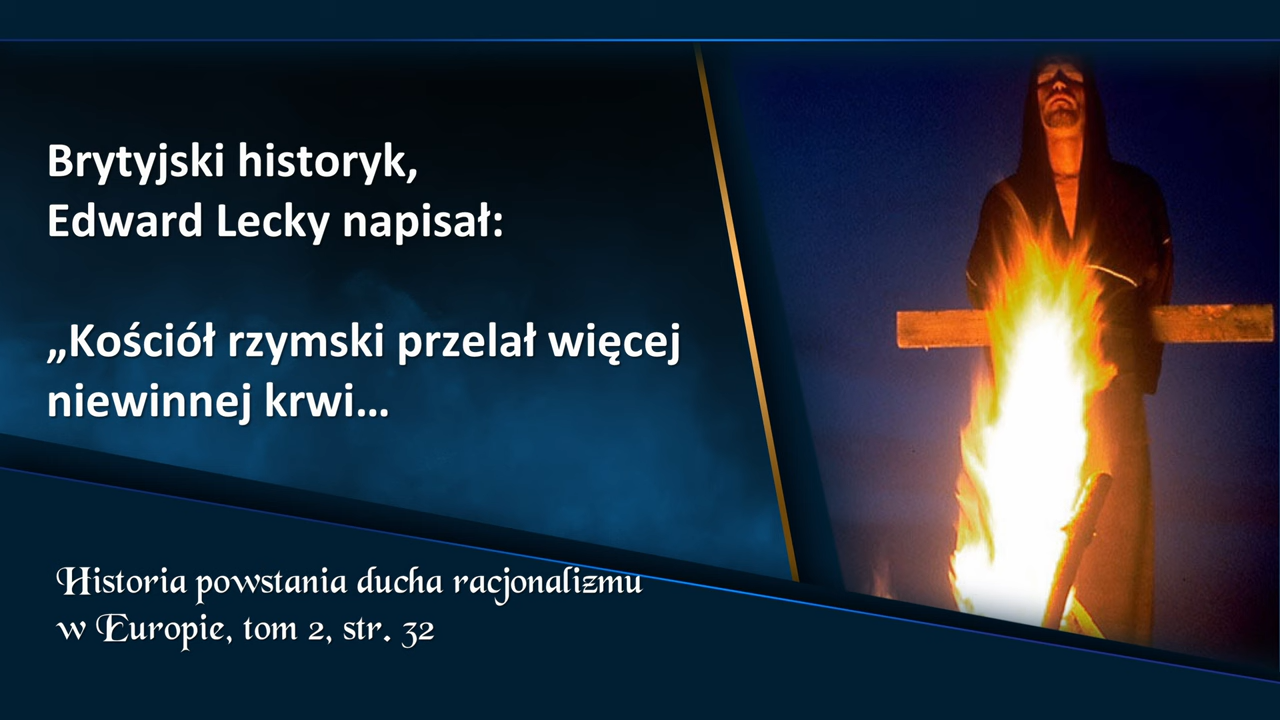 Brytyjski historyk,
Edward Lecky napisał:
„Kościół rzymski przelał więcej
niewinnej krwi…
Historia powstania ducha racjonalizmu
w Europie, tom 2, str. 32